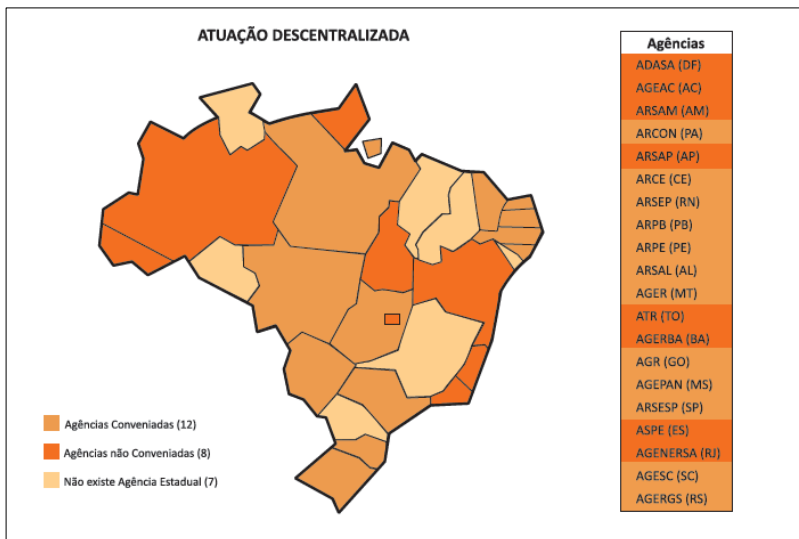 ATUAÇÃO DESCENTRALIZADA
Agências Conveniadas (12)
Agências não Conveniadas (8)
Não existe Agência Estadual (7)
Agências
ADASA (DF)
AGEAC (AC)
ARSAM (AM)
ARCON (PA)
ARSAP (AP)
ARCE (CE)
ARSEP (RN)
ARPB (PB)
ARPE (PE)
ARSAL (AL)
AGER (MT)
ATR (TO)
AGERBA (BA)
AGR (GO)
AGEPAN (MS)
ARSESP (SP)
ASPE (ES)
AGENERSA (RJ)
AGESC (SC)
AGERGS (RS)